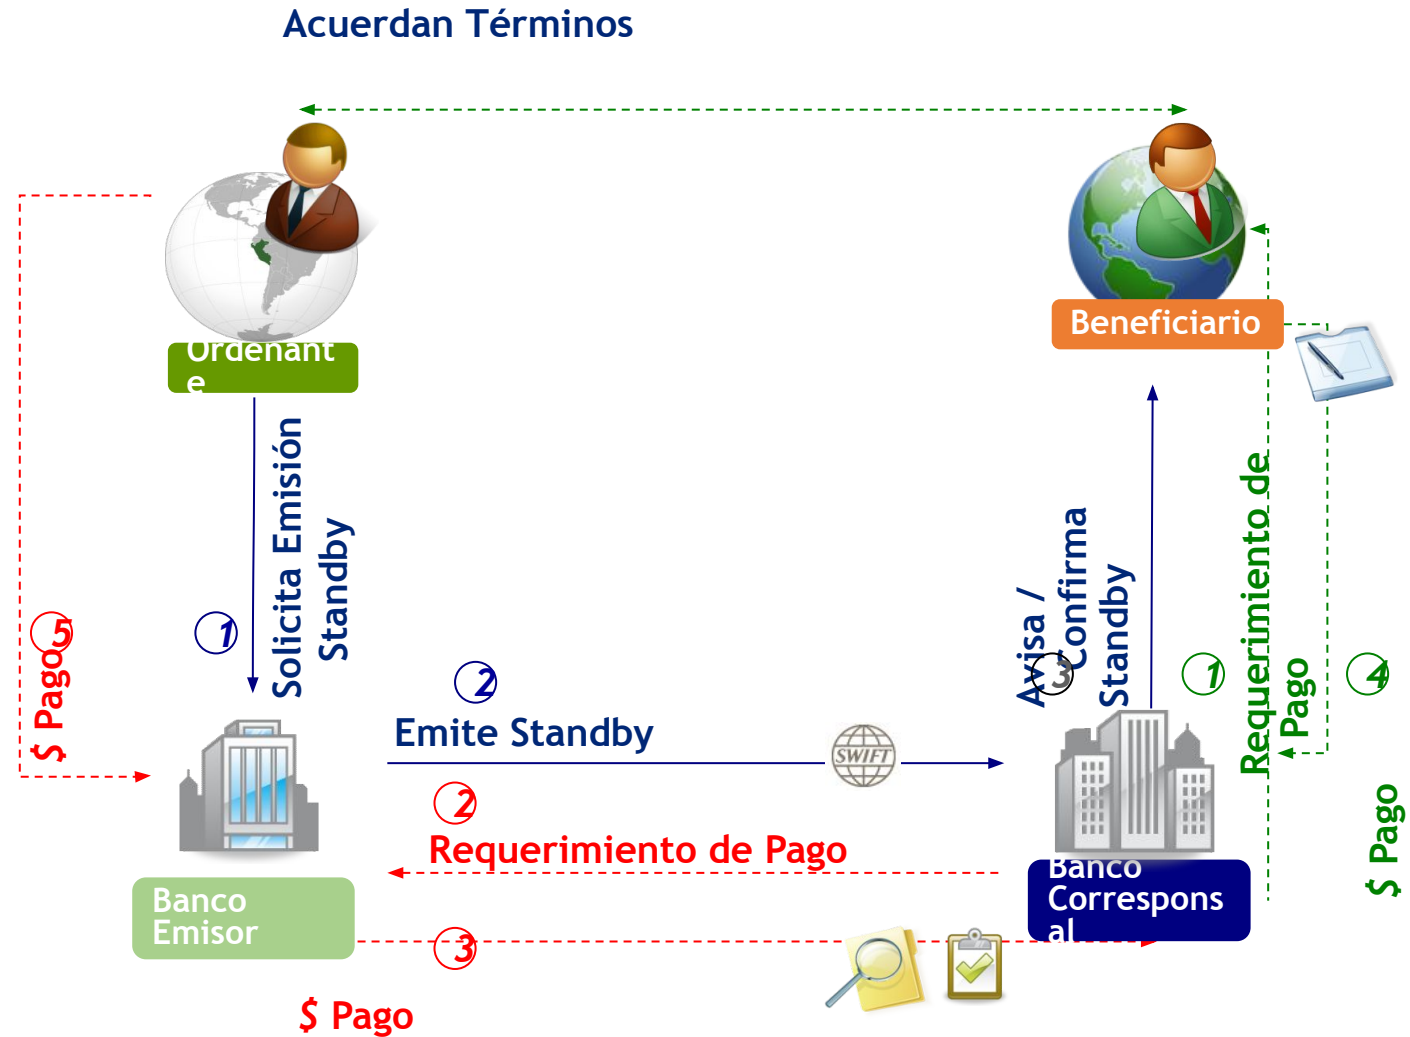 Acuerdan Términos
Ordenant
e
Beneficiario
Solicita Emisión
Standby
Avisa /
Confirma
Standby
Requerimiento de
Pago
5
$ Pago
1
2
Emite Standby
SWIFT
3
1
4
$ Pago
2
Requerimiento de Pago
Banco
Emisor
Banco
Correspons
al
3
$ Pago